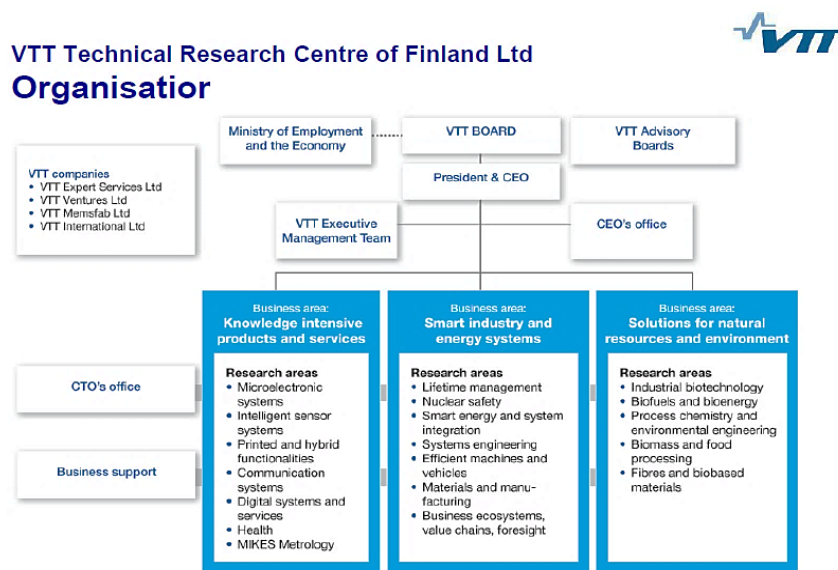 VTT
VTT Technical Research Centre of Finland Ltd
Organisatior
Ministry of Employment
and the Economy
VTT BOARD
VTT Advisory
Boards
VTT companies
• VTT Expert Services Ltd
• VTT Ventures Ltd
• VTT Memsfab Ltd
• VTT International Ltd
President & CEO
VTT Executive
Management Team
CEO's office
Business area:
Knowledge intensive
products and services
Research areas
• Microelectronic
systems
• Intelligent sensor
systems
• Printed and hybrid
functionalities
• Communication
systems
• Digital systems and
services
• Health
• MIKES Metrology
Business area:
Smart industry and
energy systems
Research areas
• Lifetime management
• Nuclear safety
• Smart energy and system
integration
• Systems engineering
• Efficient machines and
vehicles
• Materials and manu-
facturing
• Business ecosystems,
value chains, foresight
Business area:
Solutions for natural
resources and environment
Research areas
• Industrial biotechnology
• Biofuels and bioenergy
• Process chemistry and
environmental engineering
• Biomass and food
processing
• Fibres and biobased
materials
CTO's office
Business support